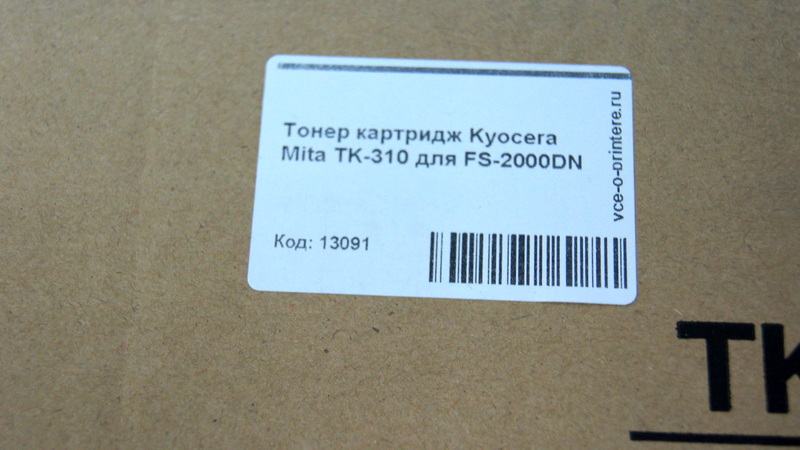 Тонер картридж Kyocera
Mita TK-310 для FS-2000DN
vce-o-printere.ru
Код: 13091
TK